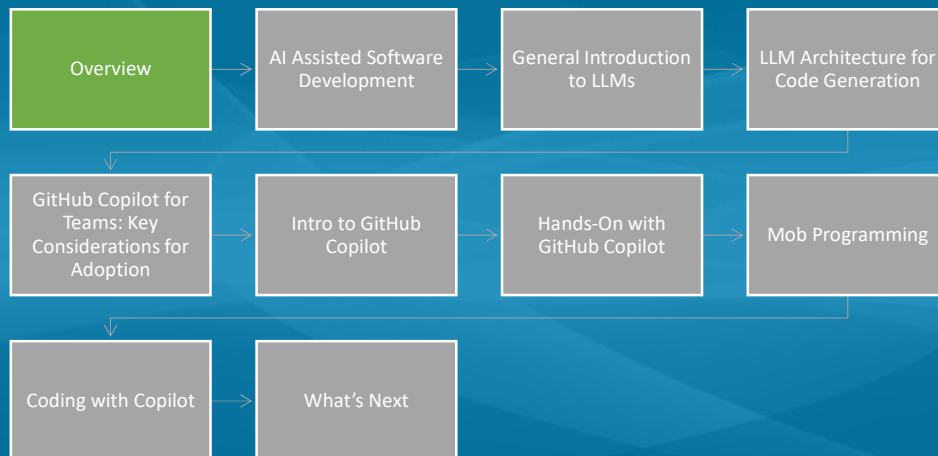 Overview
AI Assisted Software
Development
General Introduction
to LLMs
LLM Architecture for
Code Generation
GitHub Copilot for
Teams: Key
Considerations for
Adoption
Intro to GitHub
Copilot
Hands-On with
GitHub Copilot
Mob Programming
Coding with Copilot
What's Next